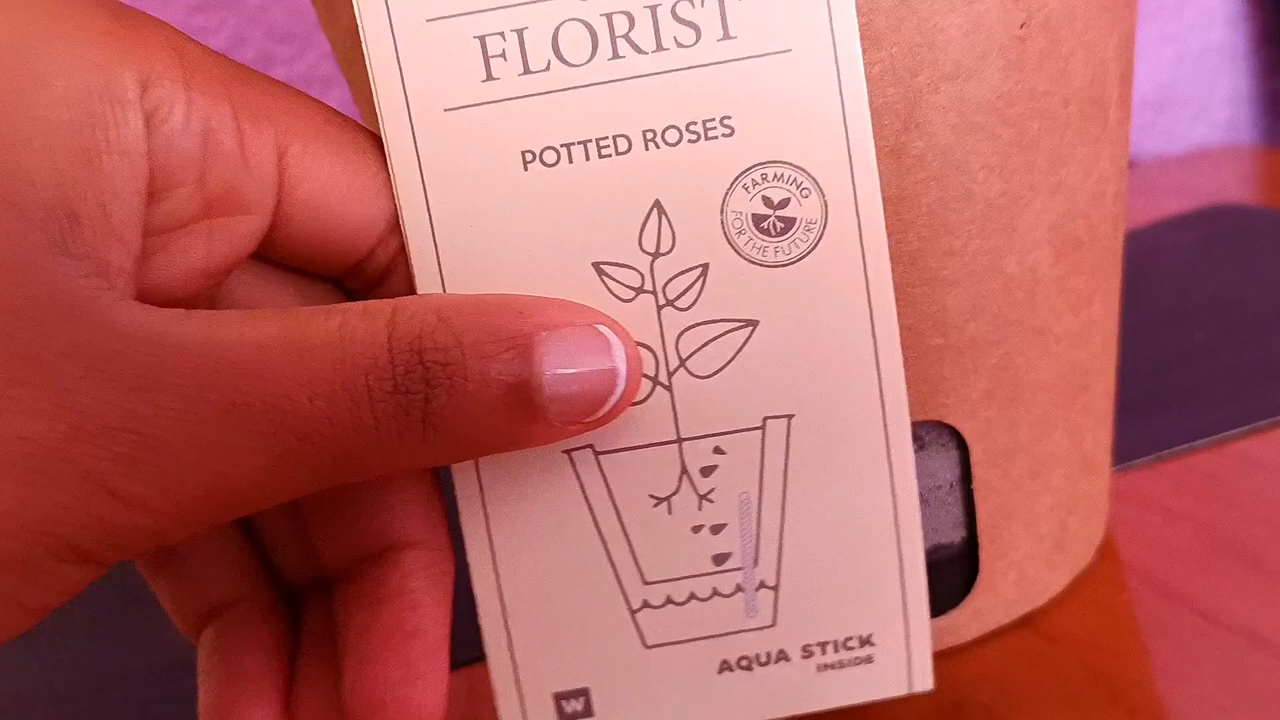 FLORIST
POTTED ROSES
FARMING
FOR THE FUTURE
AQUA STICK
INSIDE
W